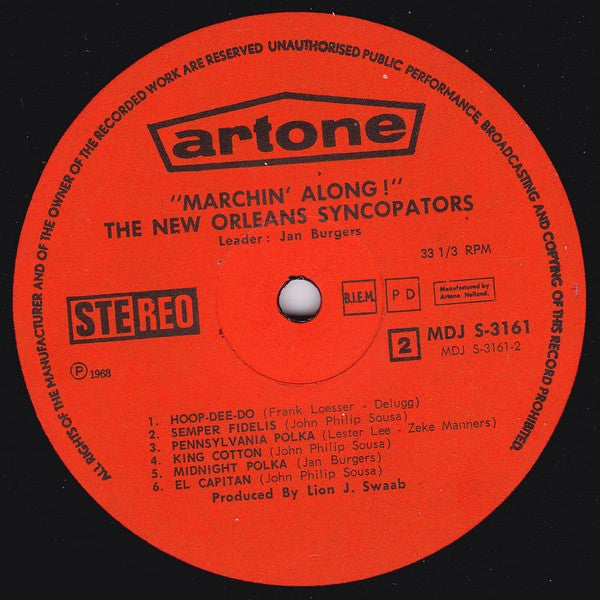 ALL RIGHTS OF THE MANUFACTURER AND OF THE OWNER OF THE RECORDED WORK ARE RESERVED UNAUTHORISED PUBLIC PERFORMANCE, BROADCASTING AND COPYING OF THIS RECORD PROHIBITED.
artone
"MARCHIN' ALONG!"
THE NEW ORLEANS SYNCOPATORS
Leader: Jan Burgers
33 1/3 RPM
STEREO
B.I.E.M.
P D
Manufactured by
Artone Holland.
2
MDJ S-3161
MDJ S-3161-2
Ⓟ 1968
1. HOOP-DEE-DO (Frank Loesser - Delugg)
2. SEMPER FIDELIS (John Philip Sousa)
3. PENNSYLVANIA POLKA (Lester Lee - Zeke Manners)
4. KING COTTON (John Philip Sousa)
5. MIDNIGHT POLKA (Jan Burgers)
6. EL CAPITAN (John Philip Sousa)
Produced By Lion J. Swaab